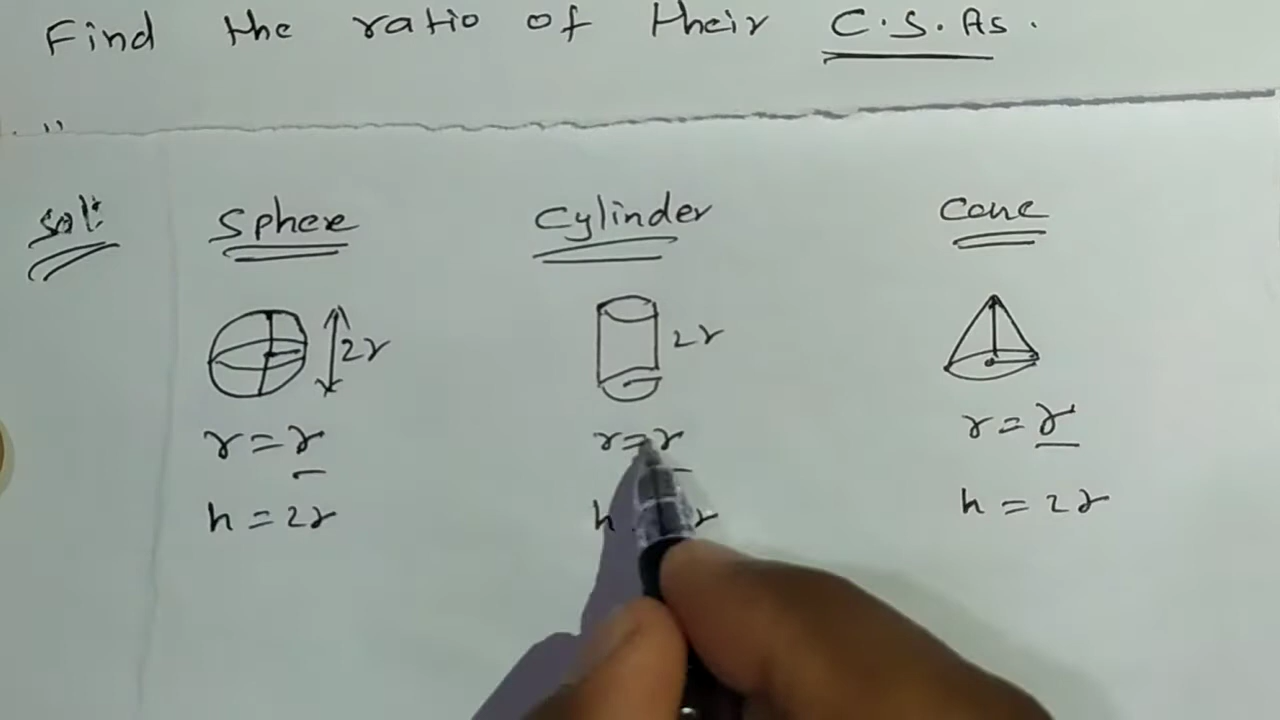 Find the ratio of their C.S.As.
Sol:
Sphere Cylinder Cone
2r 2r
r = r r = r r = r
h = 2r h r h = 2r